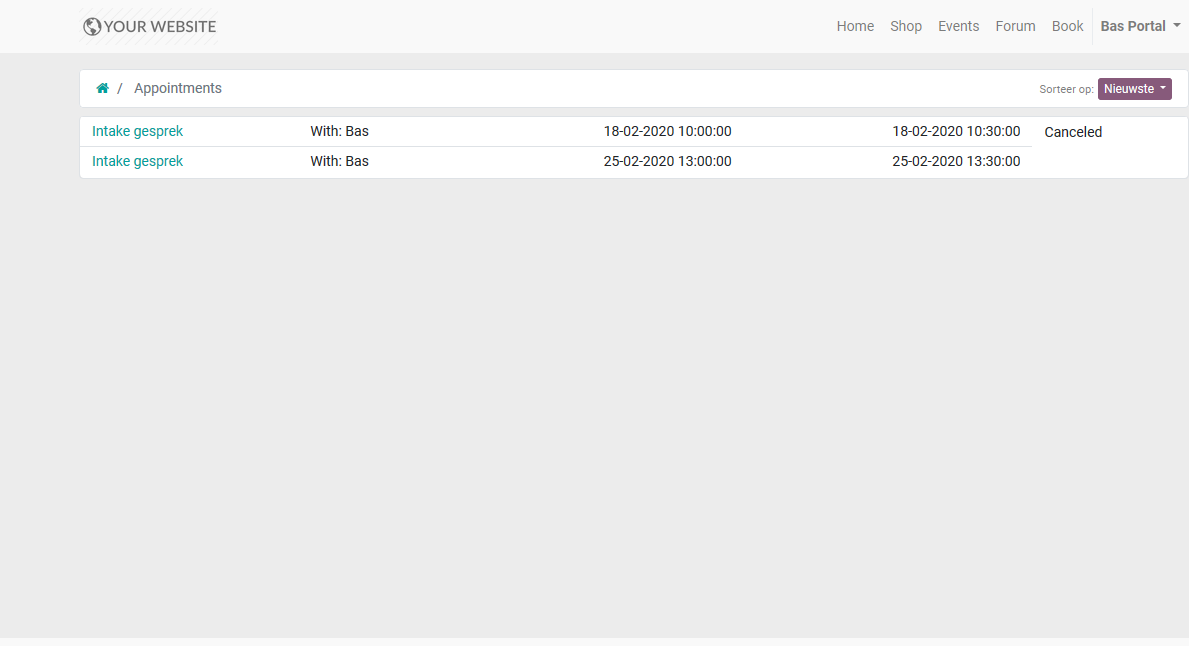 YOUR WEBSITE Home Shop Events Forum Book Bas Portal
/ Appointments Sorteer op: Nieuwste
Intake gesprek With: Bas 18-02-2020 10:00:00 18-02-2020 10:30:00 Canceled
Intake gesprek With: Bas 25-02-2020 13:00:00 25-02-2020 13:30:00